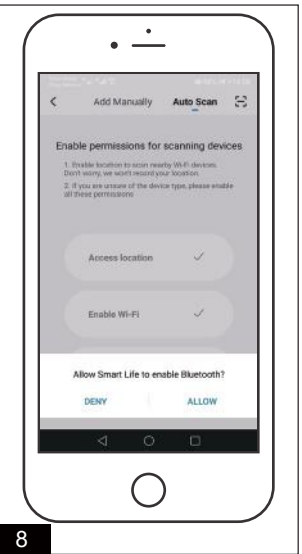 Add Manually Auto Scan
Enable permissions for scanning devices
1. Enable location to scan nearby Wi-Fi devices.
Don't worry, we won't record your location.
2. If you are unsure of the device type, please enable
all these permissions
Access location
Enable Wi-Fi
Allow Smart Life to enable Bluetooth?
DENY ALLOW
8